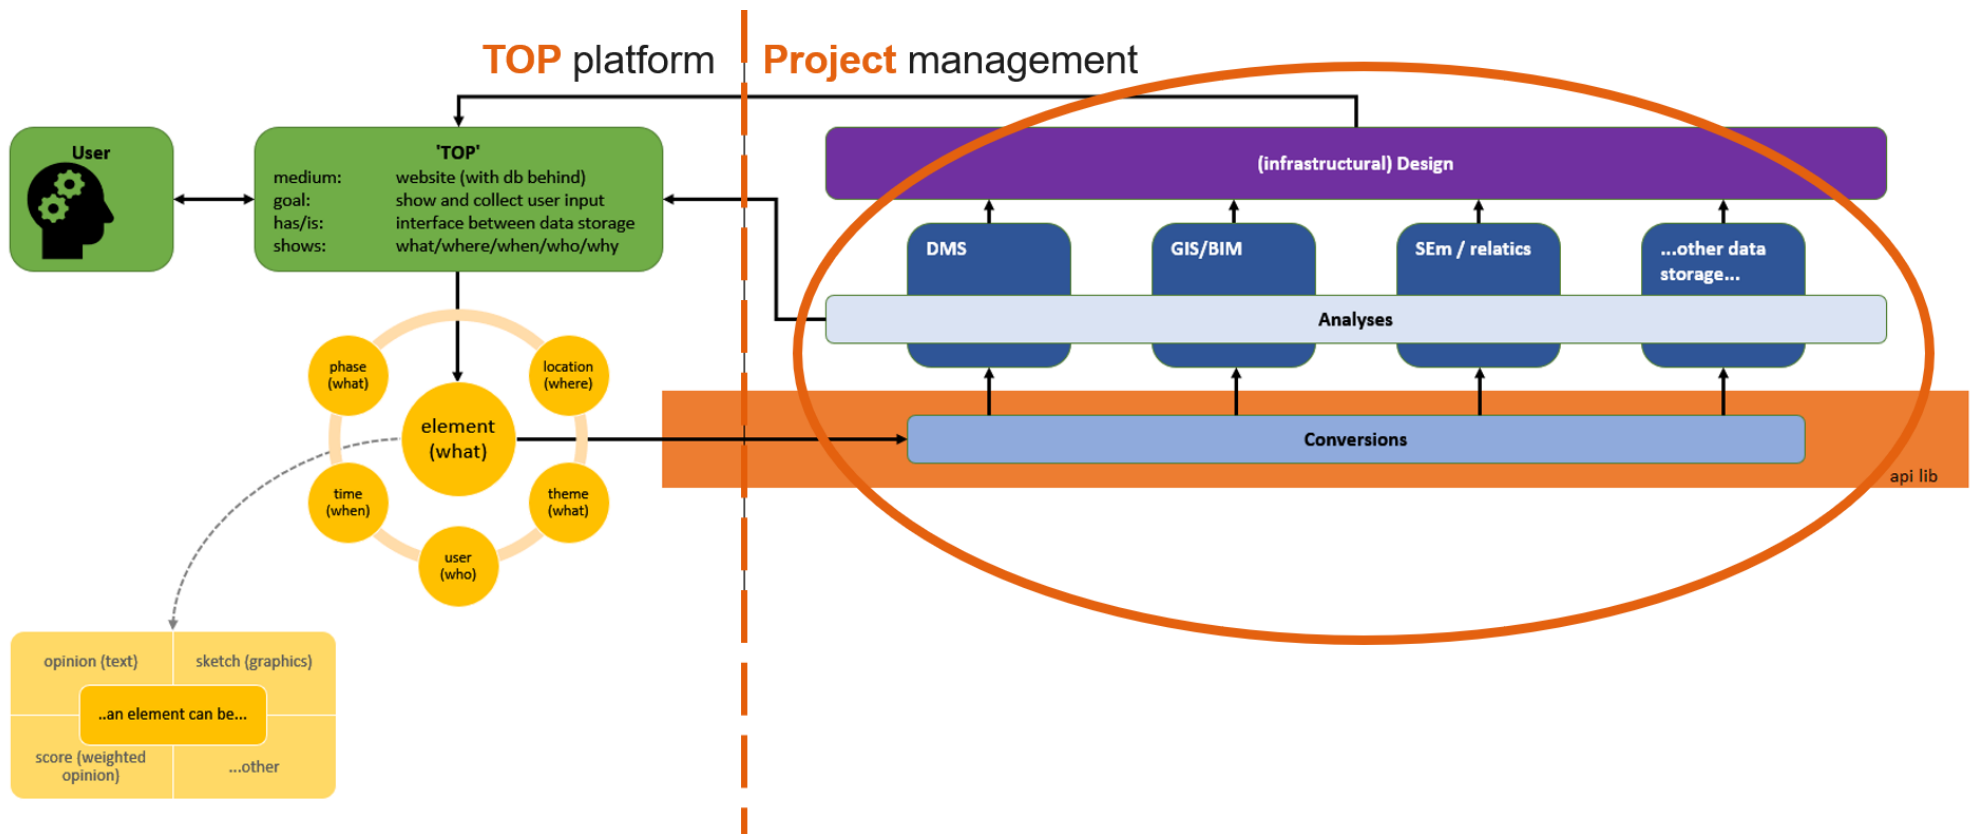 TOP platform
Project management
User
'TOP'
medium: website (with db behind)
goal: show and collect user input
has/is: interface between data storage
shows: what/where/when/who/why
(infrastructural) Design
DMS
GIS/BIM
SEm / relatics
...other data
storage...
Analyses
Conversions
api lib
phase
(what)
location
(where)
element
(what)
time
(when)
theme
(what)
user
(who)
opinion (text)
sketch (graphics)
..an element can be...
score (weighted
opinion)
...other